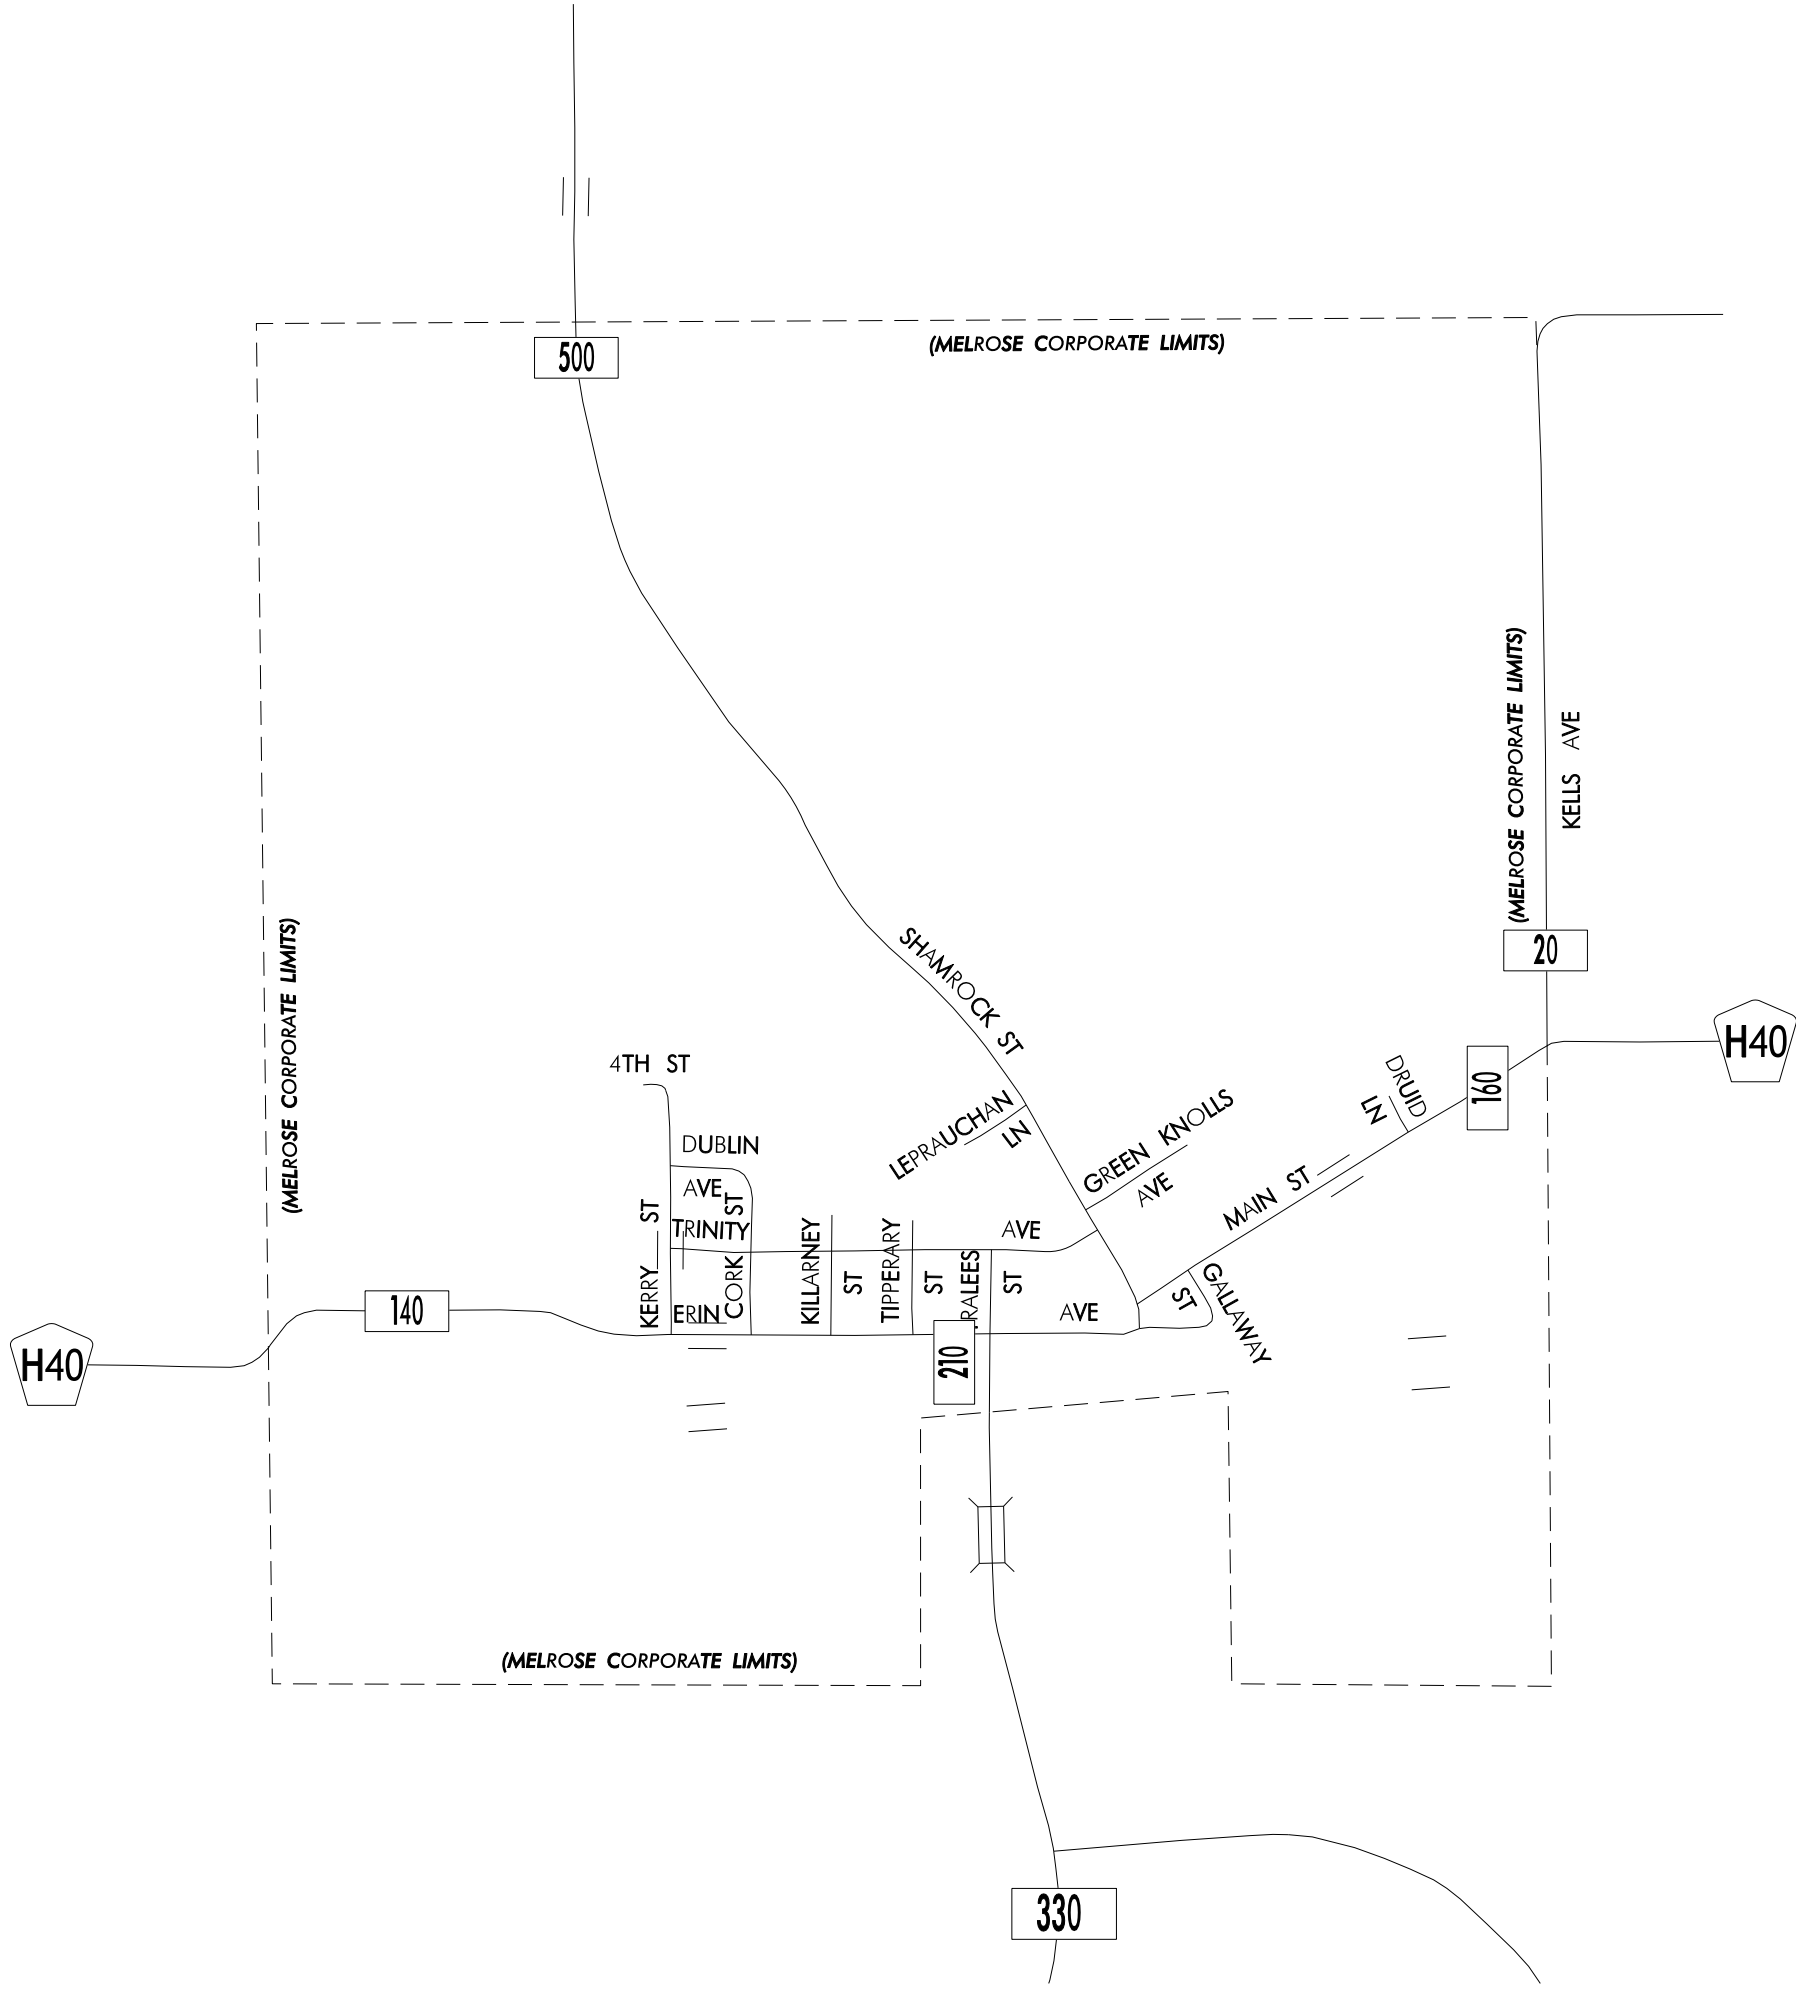 500
(MELROSE CORPORATE LIMITS)
(MELROSE CORPORATE LIMITS)
KELLS AVE
20
(MELROSE CORPORATE LIMITS)
SHAMROCK ST
H40
160
4TH ST
LEPRAUCHAN
LN
GREEN KNOLLS
AVE
DRUID
LN
DUBLIN
AVE
MAIN ST
KERRY ST
TRINITY
AVE
CORK ST
KILLARNEY
ST
TIPPERARY
ST
RALEES
ST
ERIN
AVE
GALLAWAY
ST
140
H40
210
(MELROSE CORPORATE LIMITS)
330